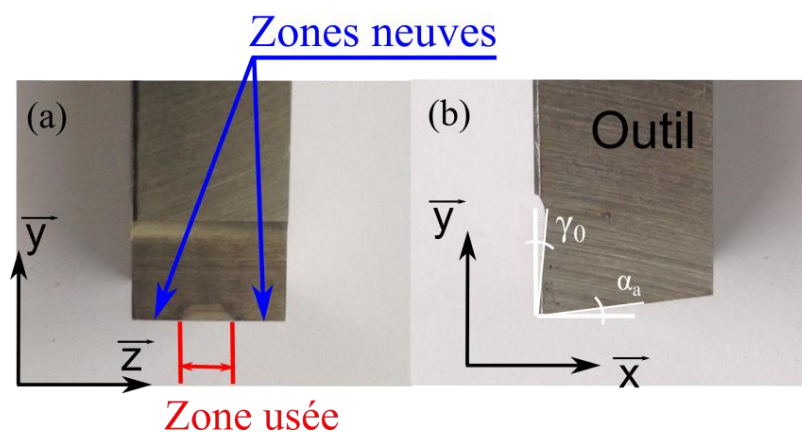 Zones neuves
(a)
y
z
Zone usée
(b)
Outil
y
γ0
αa
x